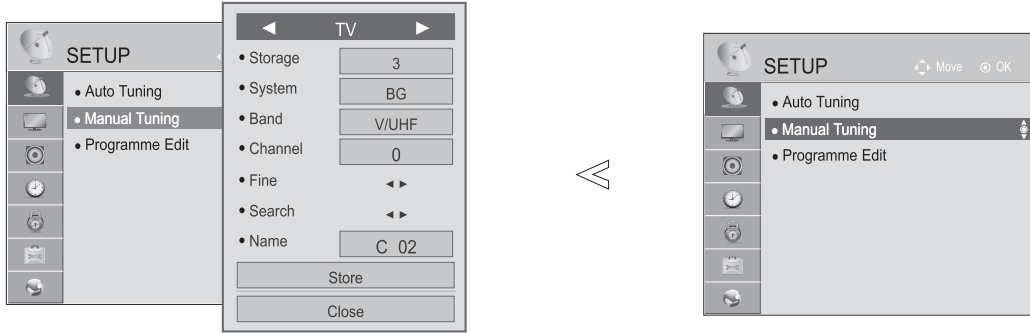 SETUP
• Auto Tuning
• Manual Tuning
• Programme Edit
◄ TV ►
• Storage 3
• System BG
• Band V/UHF
• Channel 0
• Fine ◄ ►
• Search ◄ ►
• Name C 02
Store
Close
SETUP Move OK
• Auto Tuning
• Manual Tuning
• Programme Edit